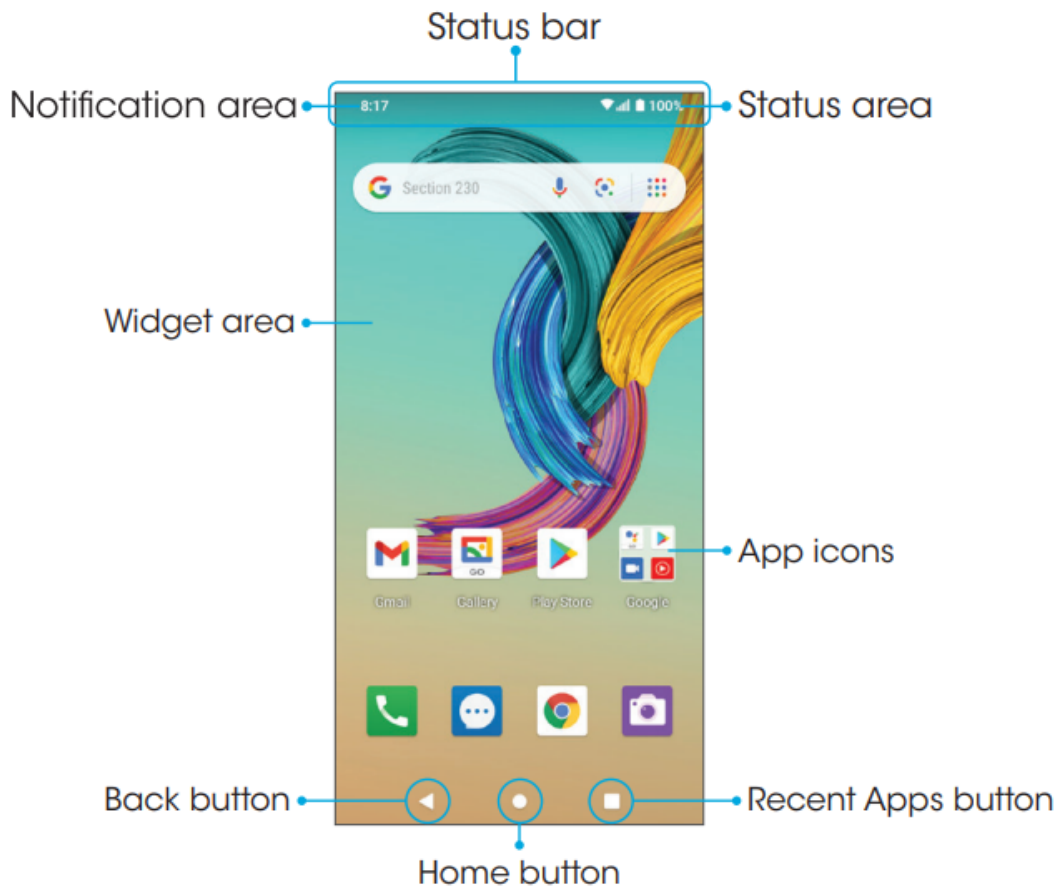 Status bar
Notification area
8:17
100%
Status area
Section 230
Widget area
GO
App icons
Gmail
Gallery
Play Store
Google
Back button
Recent Apps button
Home button